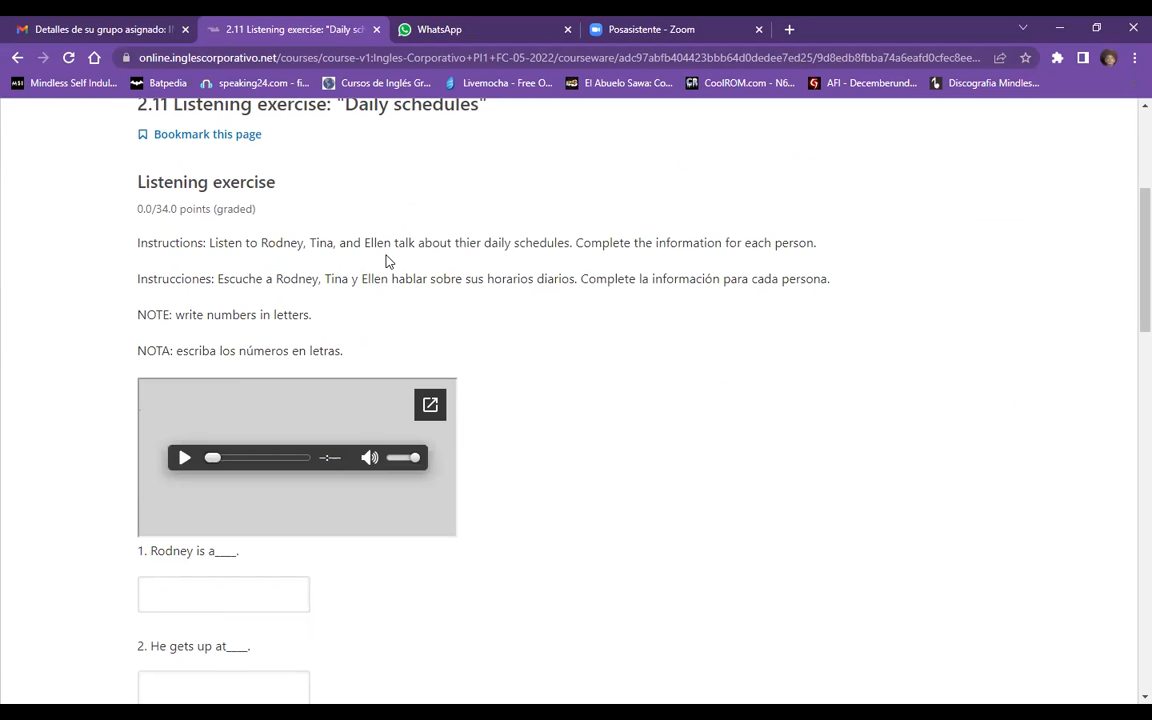 Detalles de su grupo asignado: I
2.11 Listening exercise: "Daily sc
WhatsApp
Posasistente - Zoom
online.inglescorporativo.net/courses/course-v1:Ingles-Corporativo+PI1+FC-05-2022/courseware/adc97abfb404423bbb64d0dedee7ed25/9d8edb8fbba74a6eafd0cfec8ee...
Mindless Self Indul...
Batpedia
speaking24.com - fi...
Cursos de Inglés Gr...
Livemocha - Free O...
El Abuelo Sawa: Co...
CoolROM.com - N6...
AFI - Decemberund...
Discografia Mindles...
2.11 Listening exercise: "Daily schedules"
Bookmark this page
Listening exercise
0.0/34.0 points (graded)
Instructions: Listen to Rodney, Tina, and Ellen talk about thier daily schedules. Complete the information for each person.
Instrucciones: Escuche a Rodney, Tina y Ellen hablar sobre sus horarios diarios. Complete la información para cada persona.
NOTE: write numbers in letters.
NOTA: escriba los números en letras.
--:--
1. Rodney is a____.
2. He gets up at____.